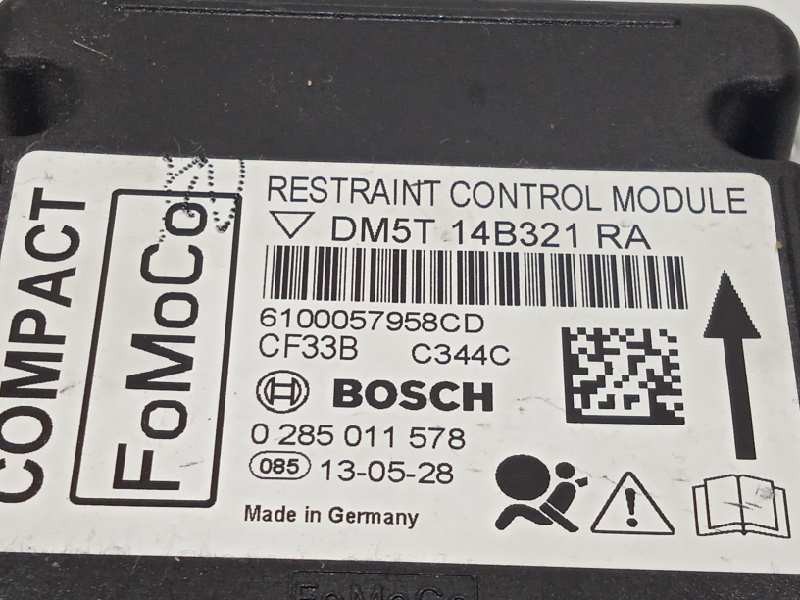 COMPACT
FoMoCo
RESTRAINT CONTROL MODULE
DM5T 14B321 RA
6100057958CD
CF33B C344C
BOSCH
0 285 011 578
085 13-05-28
Made in Germany
FoMoCo